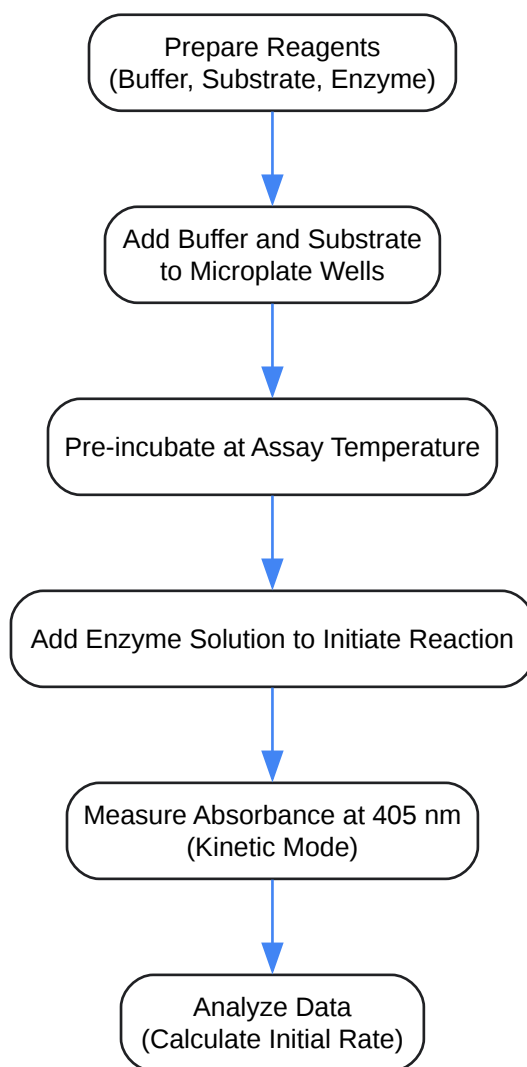 Prepare Reagents
(Buffer, Substrate, Enzyme)
Add Buffer and Substrate
to Microplate Wells
Pre-incubate at Assay Temperature
Add Enzyme Solution to Initiate Reaction
Measure Absorbance at 405 nm
(Kinetic Mode)
Analyze Data
(Calculate Initial Rate)